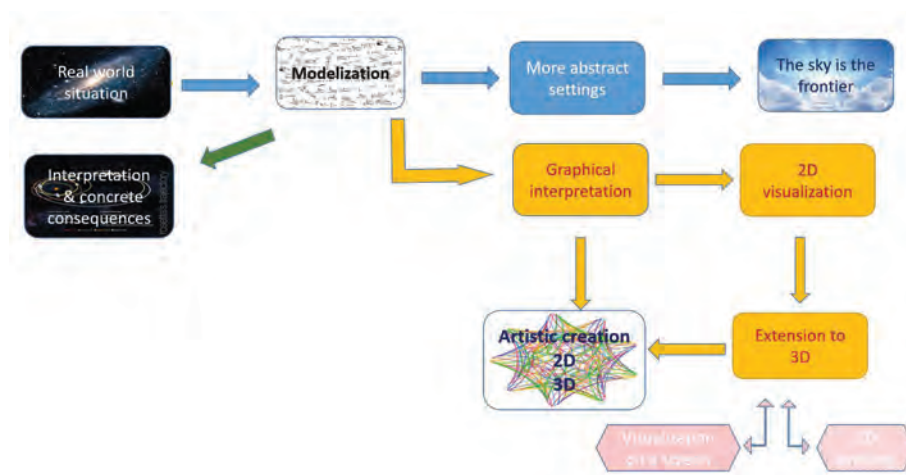 Real world
situation
Modelization
More abstract
settings
The sky is the
frontier
Interpretation
& concrete
consequences
Graphical
interpretation
2D
visualization
Artistic creation
2D
3D
Extension to
3D
Visualization
on a